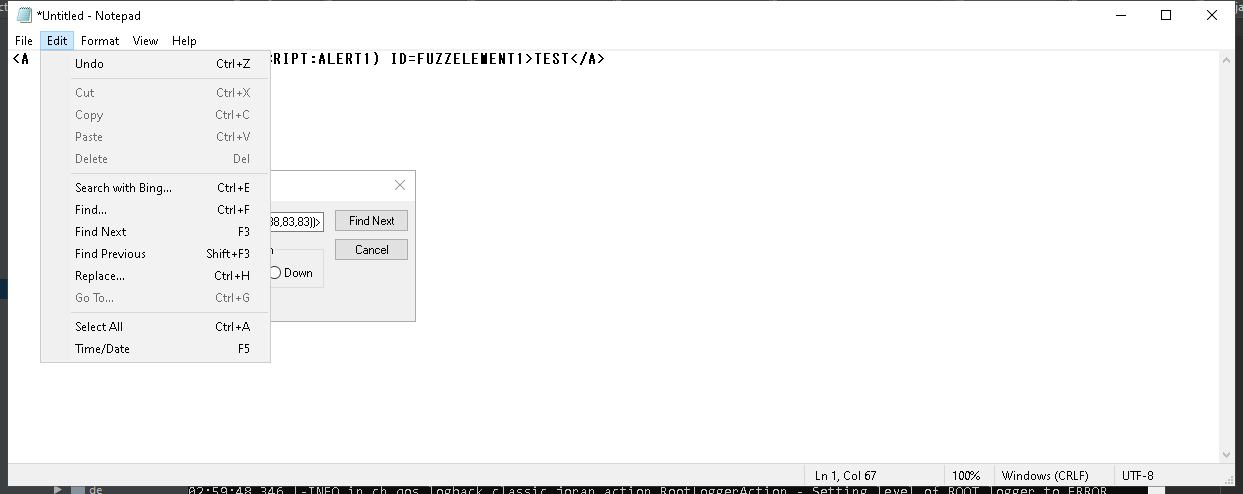 *Untitled - Notepad
File Edit Format View Help
<A RIPT:ALERT1) ID=FUZZELEMENT1>TEST</A>
Undo Ctrl+Z
Cut Ctrl+X
Copy Ctrl+C
Paste Ctrl+V
Delete Del
Search with Bing... Ctrl+E
Find... Ctrl+F
Find Next F3
Find Previous Shift+F3
Replace... Ctrl+H
Go To... Ctrl+G
Select All Ctrl+A
Time/Date F5
88,83,83))> Find Next
Cancel
Down
Ln 1, Col 67 100% Windows (CRLF) UTF-8
de 02:59:48,346 |-INFO in ch.qos.logback.classic.joran.action.RootLoggerAction - Setting level of ROOT logger to ERROR